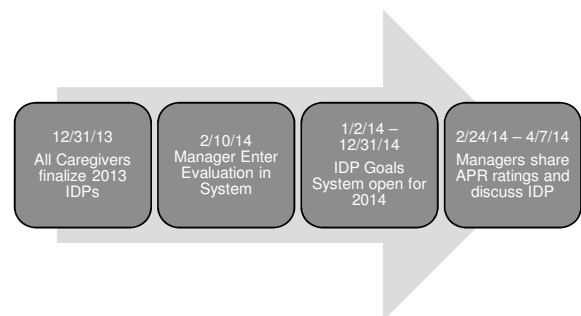 12/31/13
All Caregivers
finalize 2013
IDPs
2/10/14
Manager Enter
Evaluation in
System
1/2/14 –
12/31/14
IDP Goals
System open for
2014
2/24/14 – 4/7/14
Managers share
APR ratings and
discuss IDP